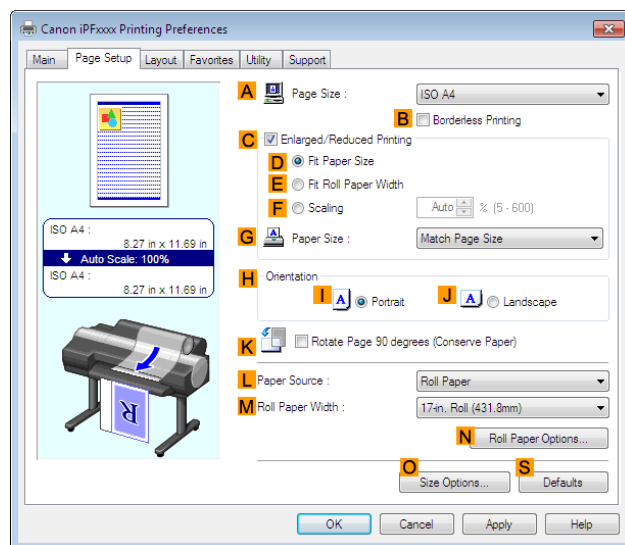 Canon iPFxxxx Printing Preferences
Main Page Setup Layout Favorites Utility Support
A Page Size : ISO A4
B Borderless Printing
C Enlarged/Reduced Printing
D Fit Paper Size
E Fit Roll Paper Width
F Scaling Auto % (5 - 600)
G Paper Size : Match Page Size
ISO A4 :
8.27 in x 11.69 in
Auto Scale: 100%
ISO A4 :
8.27 in x 11.69 in
H Orientation
I A Portrait J A Landscape
K Rotate Page 90 degrees (Conserve Paper)
L Paper Source : Roll Paper
M Roll Paper Width : 17-in. Roll (431.8mm)
R
N Roll Paper Options...
O Size Options... S Defaults
OK Cancel Apply Help